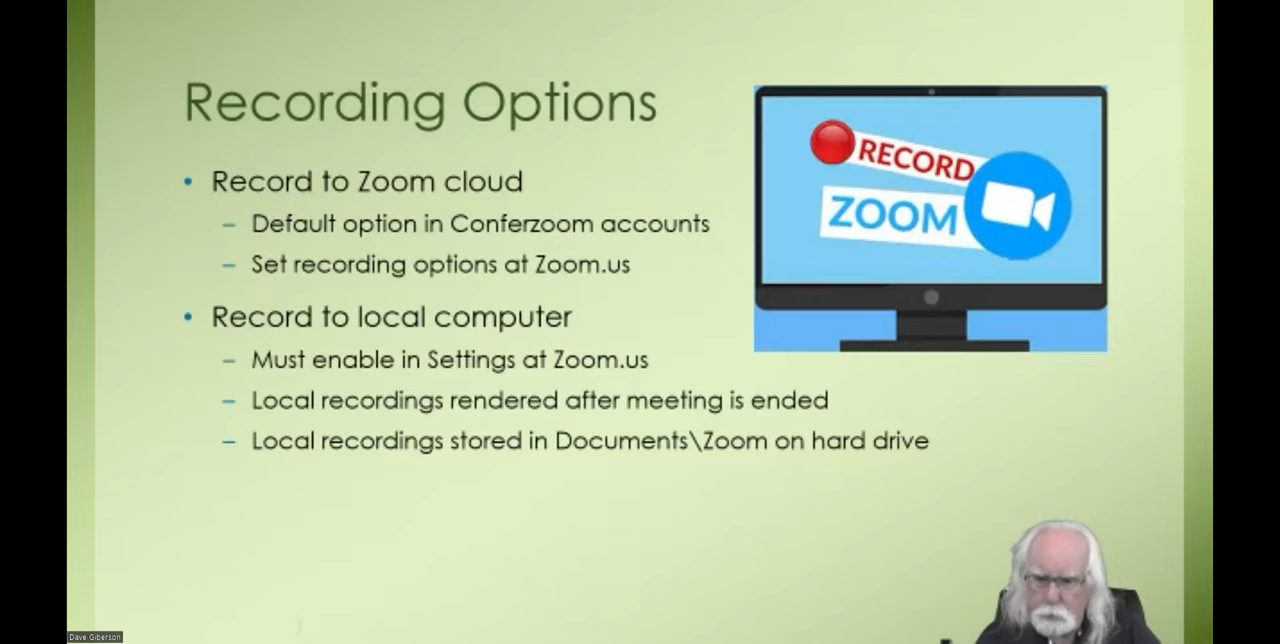 Recording Options
• Record to Zoom cloud
– Default option in Conferzoom accounts
– Set recording options at Zoom.us
• Record to local computer
– Must enable in Settings at Zoom.us
– Local recordings rendered after meeting is ended
– Local recordings stored in Documents\Zoom on hard drive
RECORD
ZOOM
Dave Giberson